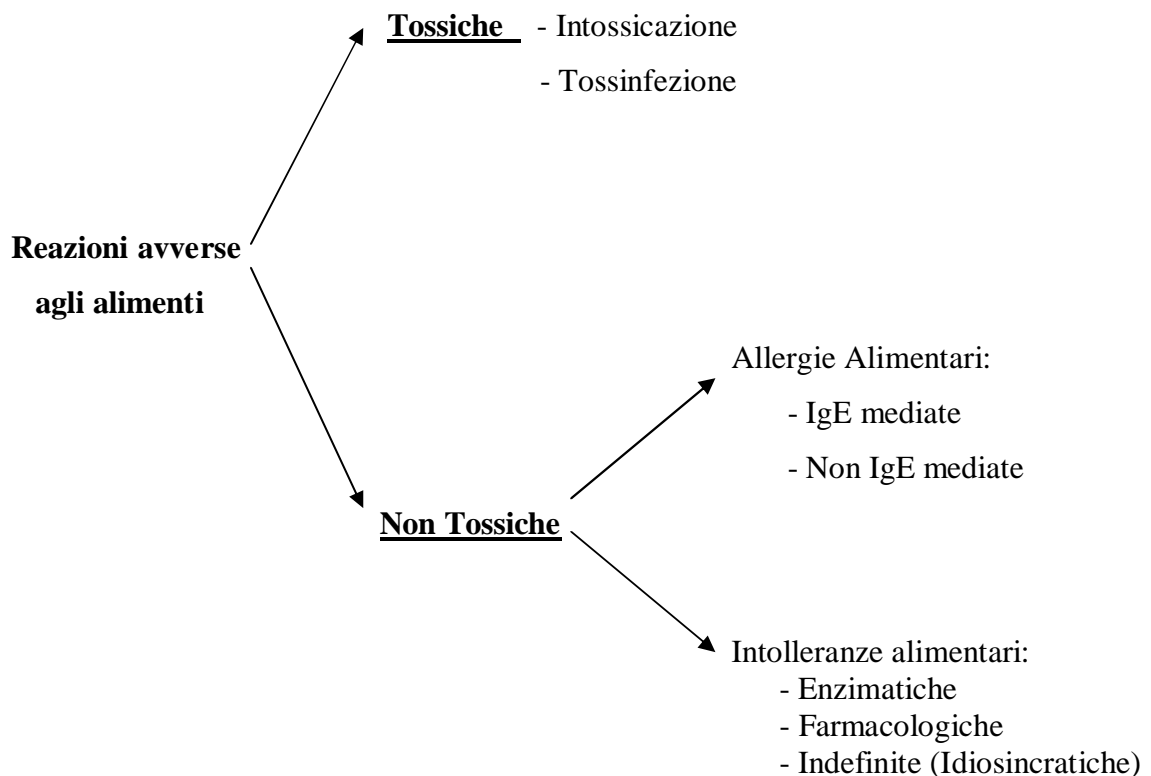 Tossiche - Intossicazione
- Tossinfezione
Reazioni avverse
agli alimenti
Allergie Alimentari:
- IgE mediate
- Non IgE mediate
Non Tossiche
Intolleranze alimentari:
- Enzimatiche
- Farmacologiche
- Indefinite (Idiosincratiche)